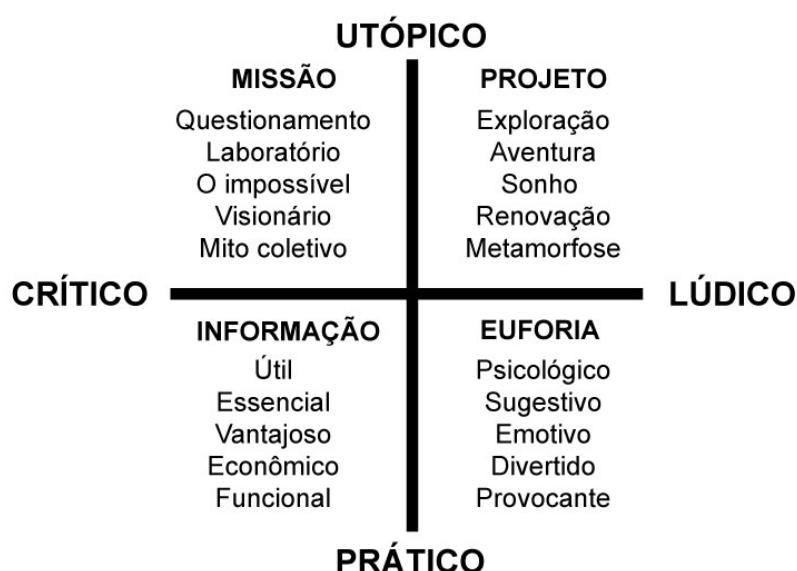 UTÓPICO
MISSÃO
Questionamento
Laboratório
O impossível
Visionário
Mito coletivo
PROJETO
Exploração
Aventura
Sonho
Renovação
Metamorfose
CRÍTICO
LÚDICO
INFORMAÇÃO
Útil
Essencial
Vantajoso
Econômico
Funcional
EUFORIA
Psicológico
Sugestivo
Emotivo
Divertido
Provocante
PRÁTICO